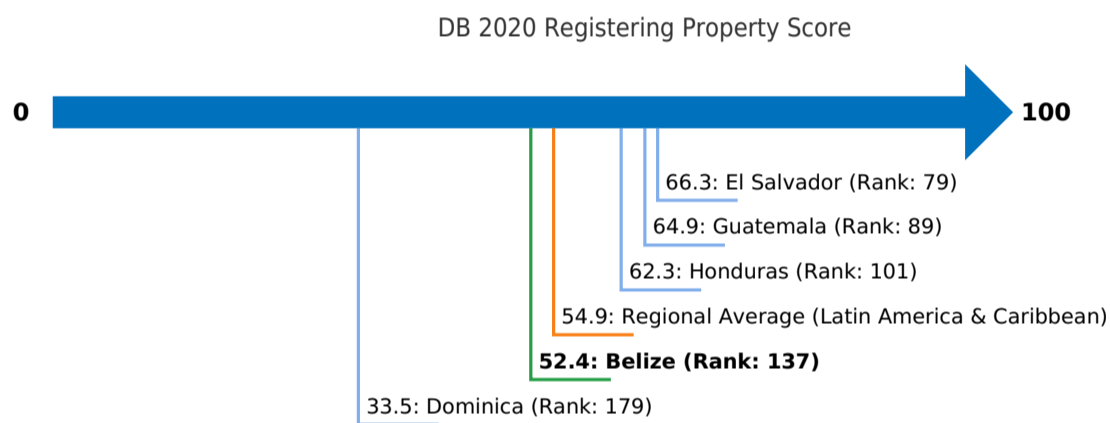 DB 2020 Registering Property Score
0
100
66.3: El Salvador (Rank: 79)
64.9: Guatemala (Rank: 89)
62.3: Honduras (Rank: 101)
54.9: Regional Average (Latin America & Caribbean)
52.4: Belize (Rank: 137)
33.5: Dominica (Rank: 179)